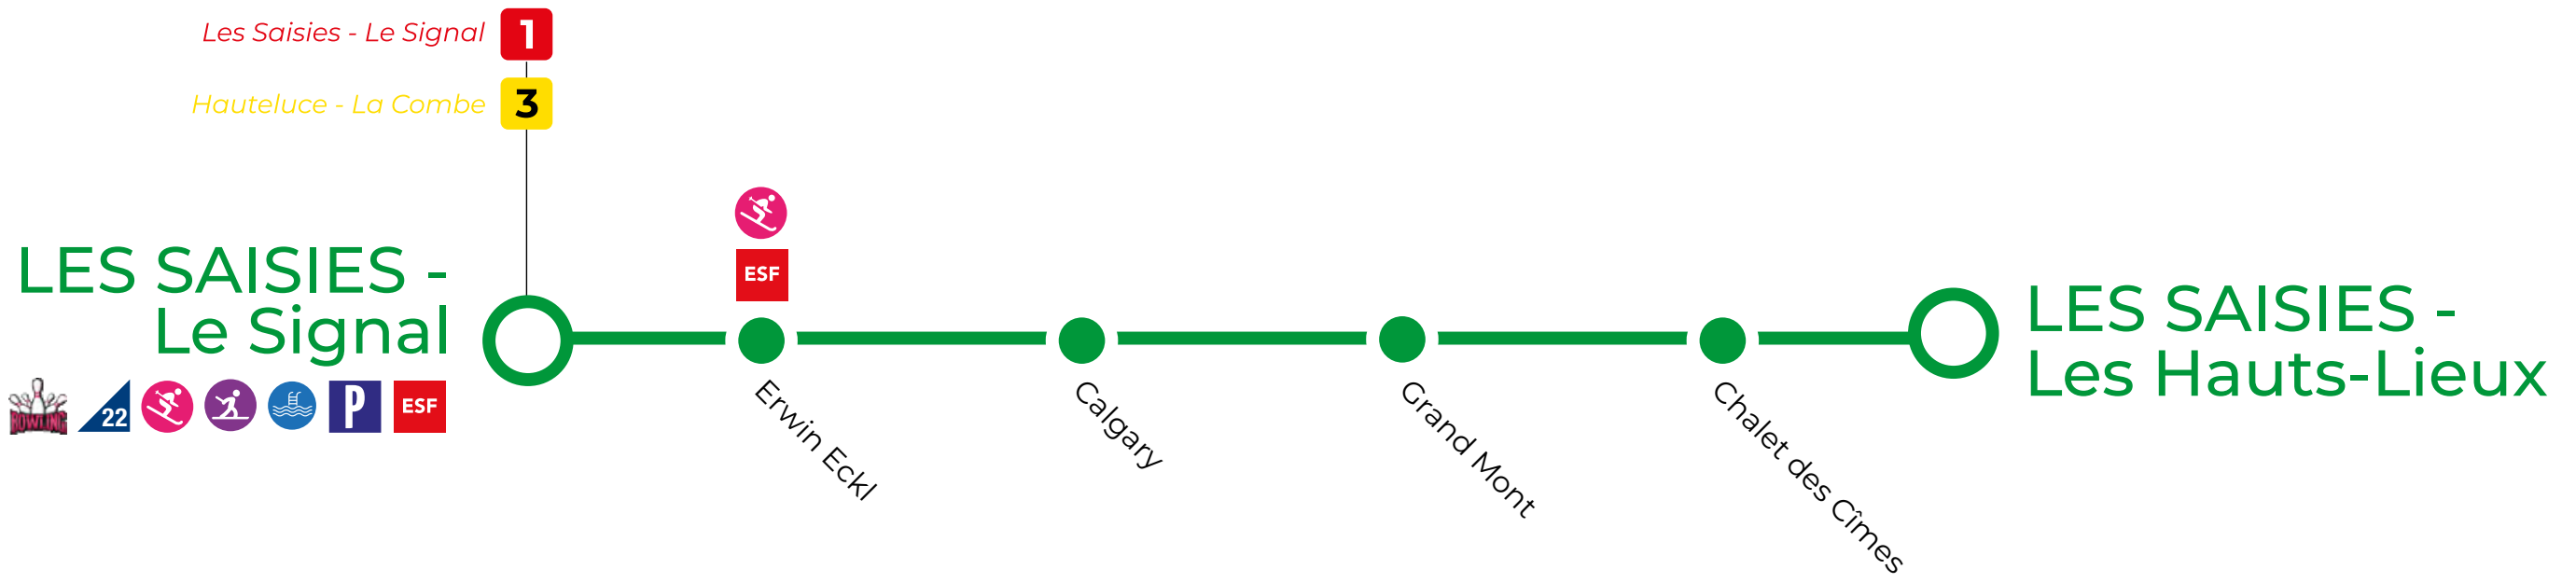 Les Saisies - Le Signal
1
Hauteluce - La Combe
3
LES SAISIES -
Le Signal
BOWLING
22
P
ESF
ESF
Erwin Eckl
Calgary
Grand Mont
Chalet des Cîmes
LES SAISIES -
Les Hauts-Lieux